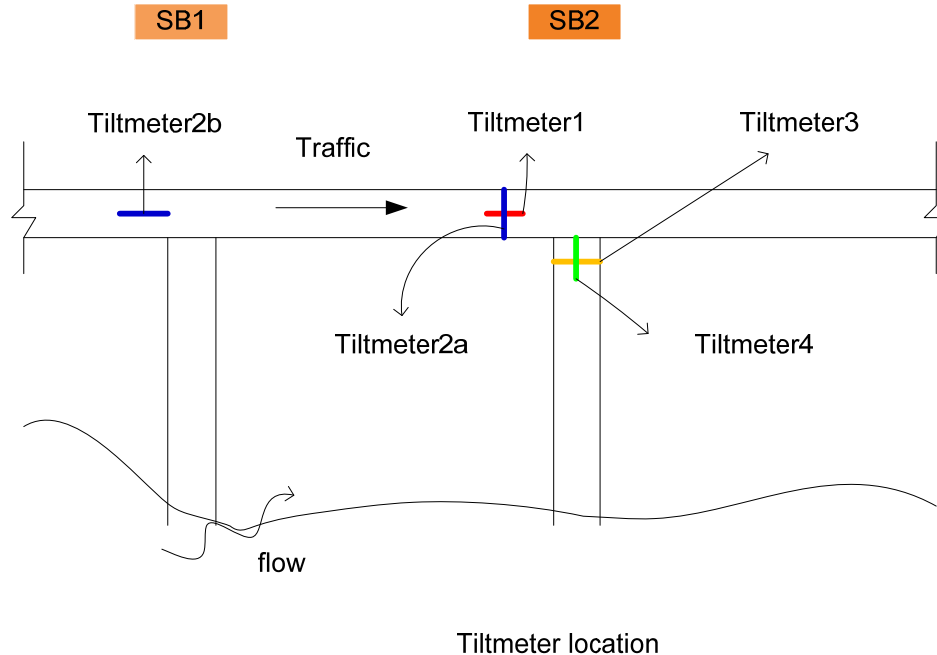 SB1
SB2
Tiltmeter2b
Tiltmeter1
Tiltmeter3
Traffic
Tiltmeter2a
Tiltmeter4
flow
Tiltmeter location